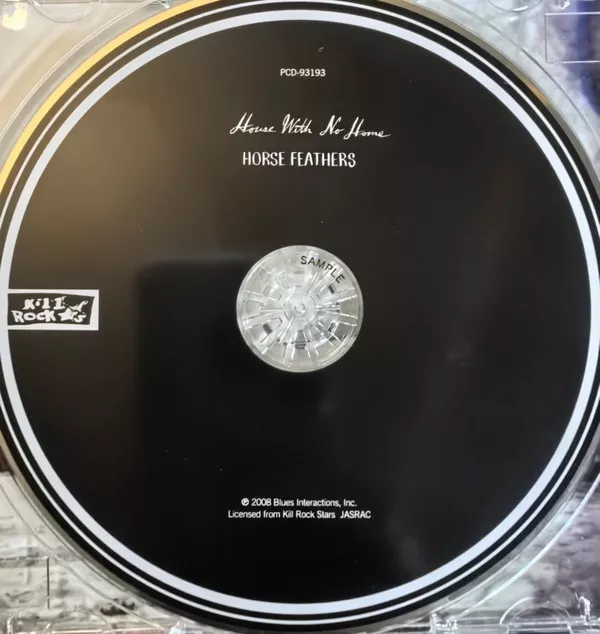 PCD-93193
House With No Home
HORSE FEATHERS
SAMPLE
Kill
ROCK
℗ 2008 Blues Interactions, Inc.
Licensed from Kill Rock Stars JASRAC